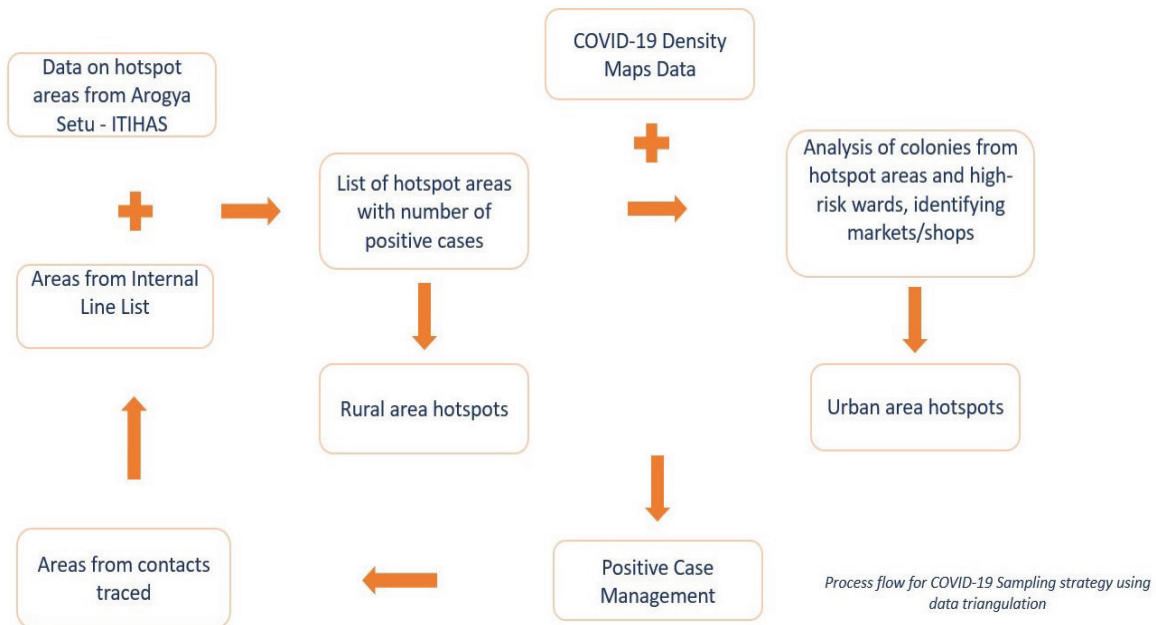 Data on hotspot
areas from Arogya
Setu - ITIHAS
COVID-19 Density
Maps Data
List of hotspot areas
with number of
positive cases
Analysis of colonies from
hotspot areas and high-
risk wards, identifying
markets/shops
Areas from Internal
Line List
Rural area hotspots
Urban area hotspots
Areas from contacts
traced
Positive Case
Management
Process flow for COVID-19 Sampling strategy using
data triangulation